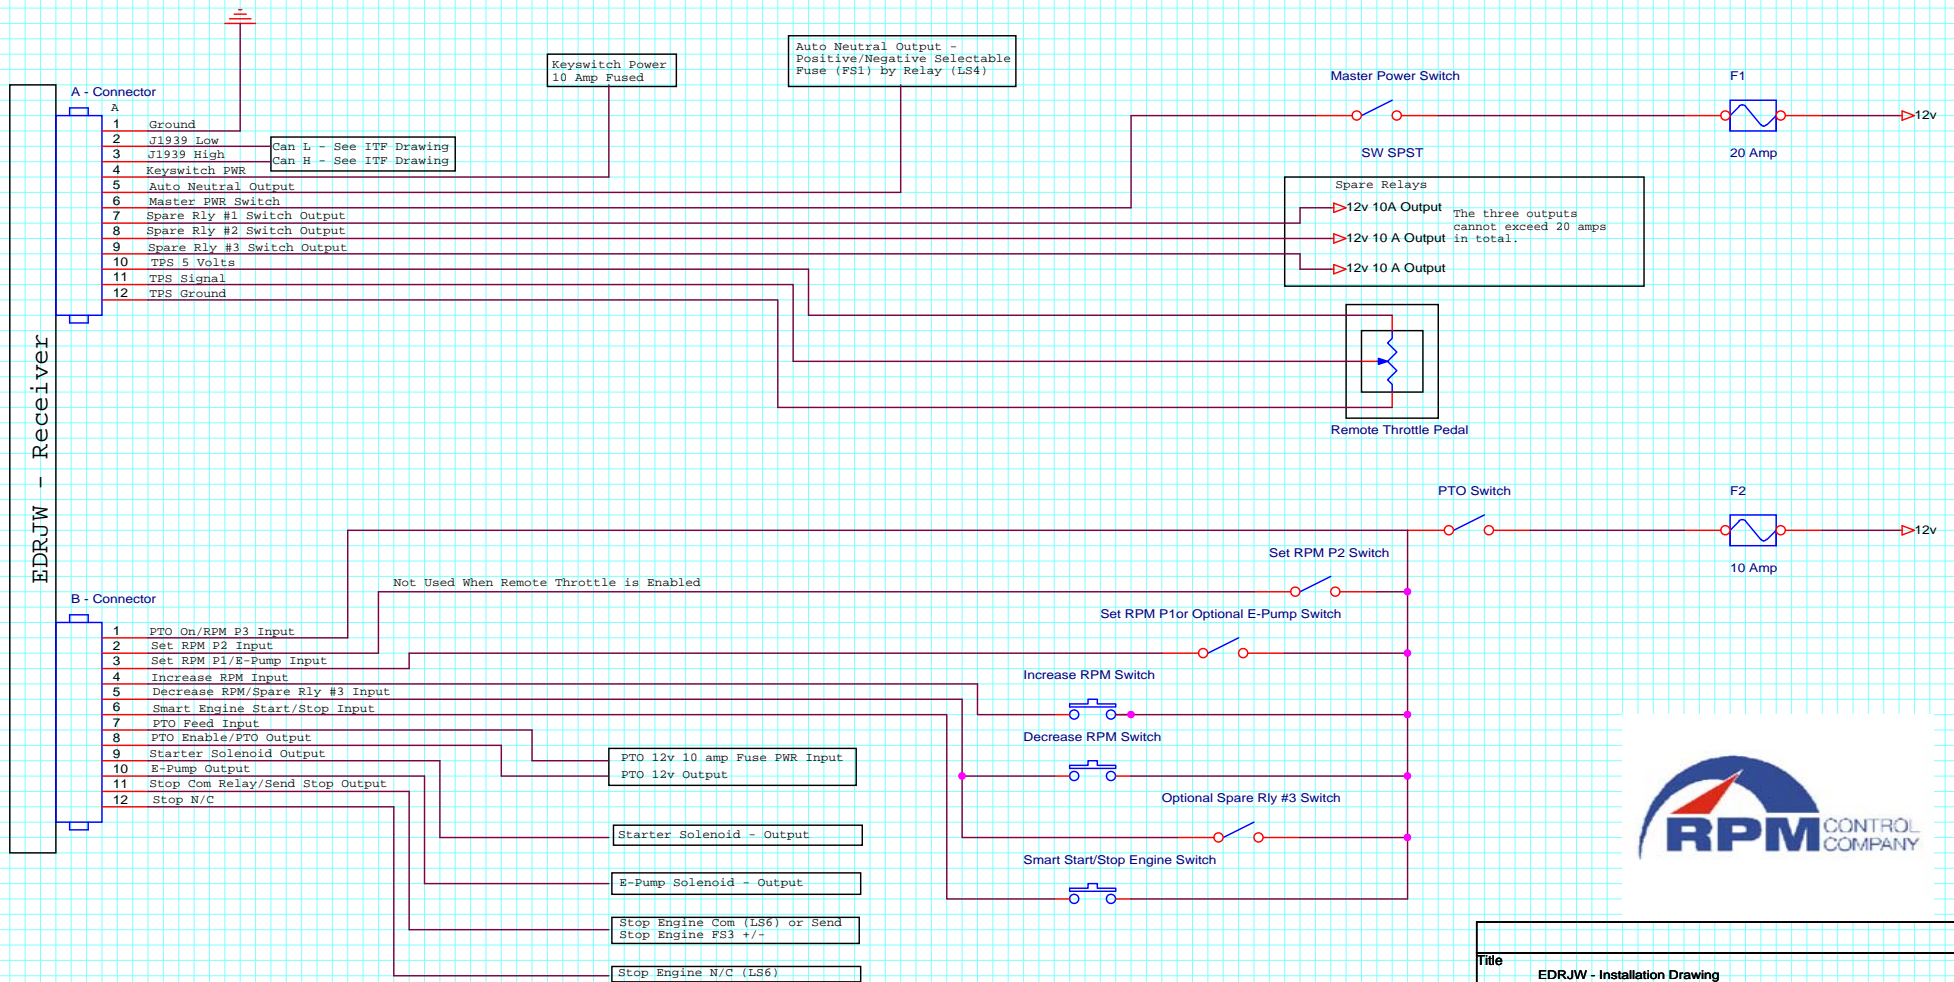 Keyswitch Power
10 Amp Fused
Auto Neutral Output -
Positive/Negative Selectable
Fuse (FS1) by Relay (LS4)
Master Power Switch
F1
12v
SW SPST
20 Amp
A - Connector
A
1 Ground
2 J1939 Low
3 J1939 High
4 Keyswitch PWR
5 Auto Neutral Output
6 Master PWR Switch
7 Spare Rly #1 Switch Output
8 Spare Rly #2 Switch Output
9 Spare Rly #3 Switch Output
10 TPS 5 Volts
11 TPS Signal
12 TPS Ground
Can L - See ITF Drawing
Can H - See ITF Drawing
Spare Relays
12v 10A Output
12v 10 A Output
12v 10 A Output
The three outputs
cannot exceed 20 amps
in total.
Remote Throttle Pedal
EDRJW - Receiver
PTO Switch
F2
12v
10 Amp
Set RPM P2 Switch
Not Used When Remote Throttle is Enabled
Set RPM P1or Optional E-Pump Switch
Increase RPM Switch
Decrease RPM Switch
Optional Spare Rly #3 Switch
Smart Start/Stop Engine Switch
B - Connector
1 PTO On/RPM P3 Input
2 Set RPM P2 Input
3 Set RPM P1/E-Pump Input
4 Increase RPM Input
5 Decrease RPM/Spare Rly #3 Input
6 Smart Engine Start/Stop Input
7 PTO Feed Input
8 PTO Enable/PTO Output
9 Starter Solenoid Output
10 E-Pump Output
11 Stop Com Relay/Send Stop Output
12 Stop N/C
PTO 12v 10 amp Fuse PWR Input
PTO 12v Output
Starter Solenoid - Output
E-Pump Solenoid - Output
Stop Engine Com (LS6) or Send
Stop Engine FS3 +/-
Stop Engine N/C (LS6)
RPM CONTROL
COMPANY
Title
EDRJW - Installation Drawing